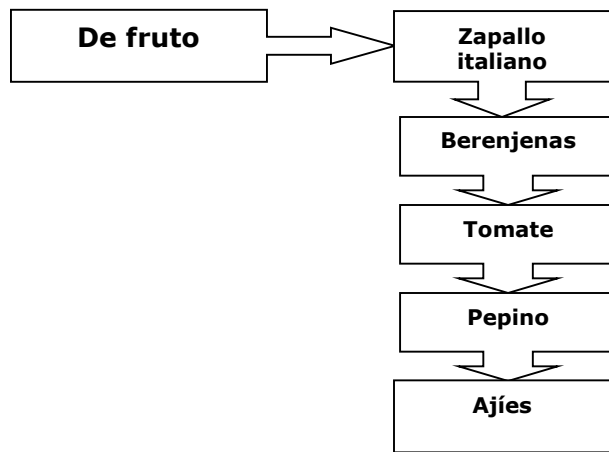 De fruto
Zapallo
italiano
Berenjenas
Tomate
Pepino
Ajíes